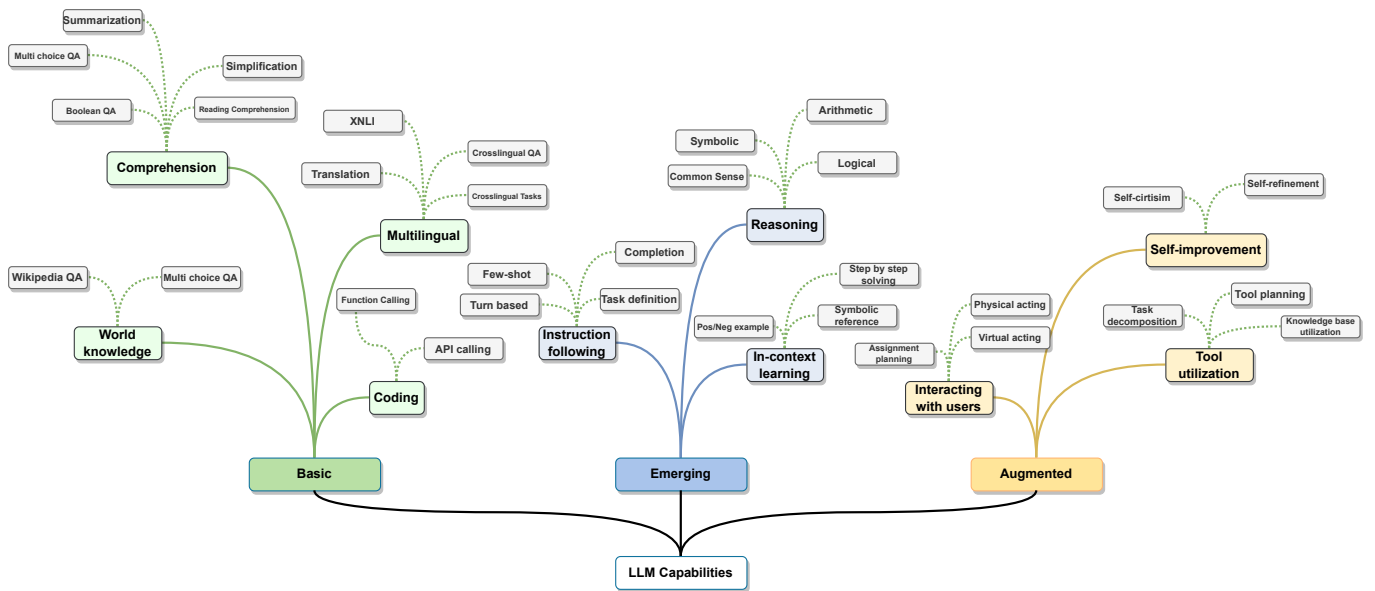 Summarization
Multi choice QA
Simplification
Boolean QA
Reading Comprehension
Comprehension
XNLI
Crosslingual QA
Translation
Crosslingual Tasks
Multilingual
Wikipedia QA
Multi choice QA
World
knowledge
Function Calling
API calling
Coding
Basic
Completion
Few-shot
Turn based
Task definition
Instruction
following
Arithmetic
Symbolic
Common Sense
Logical
Reasoning
Step by step
solving
Pos/Neg example
Symbolic
reference
In-context
learning
Emerging
Physical acting
Virtual acting
Assignment
planning
Interacting
with users
Self-cirtisim
Self-refinement
Self-improvement
Task
decomposition
Tool planning
Knowledge base
utilization
Tool
utilization
Augmented
LLM Capabilities